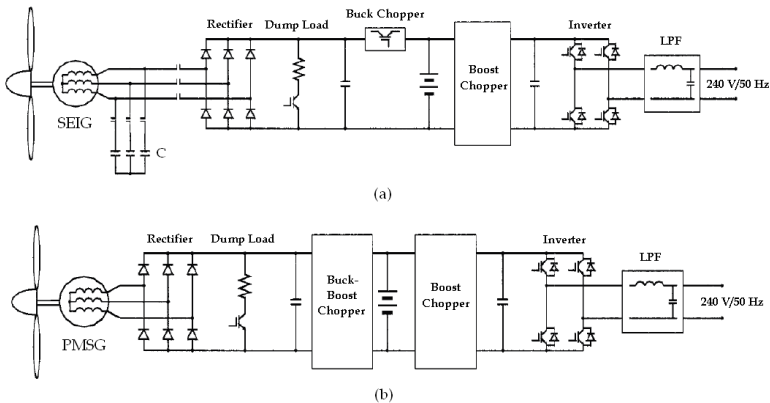 Buck Chopper
Rectifier
Dump Load
Inverter
LPF
Boost
Chopper
240 V/50 Hz
SEIG
C
(a)
Rectifier
Dump Load
Inverter
LPF
Buck-
Boost
Chopper
Boost
Chopper
240 V/50 Hz
PMSG
(b)